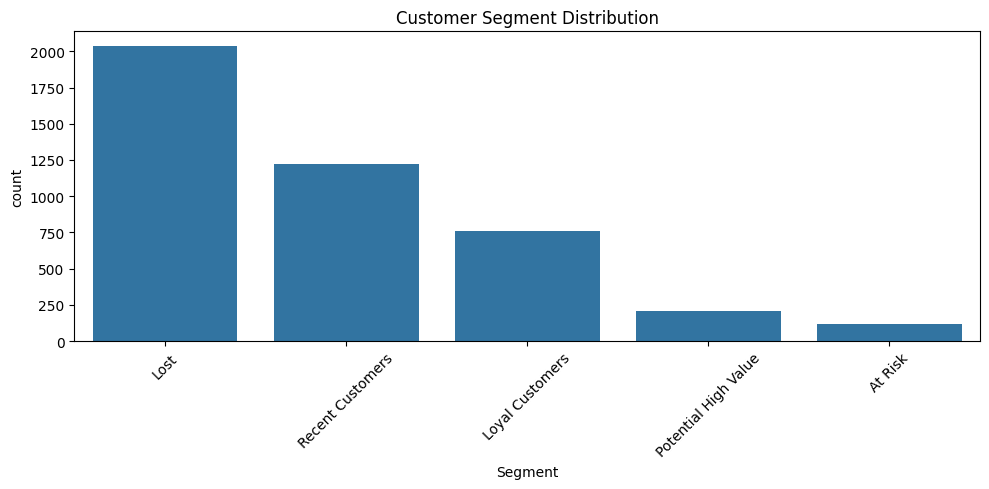 Customer Segment Distribution
count
2000
1750
1500
1250
1000
750
500
250
0
Lost
Recent Customers
Loyal Customers
Potential High Value
At Risk
Segment